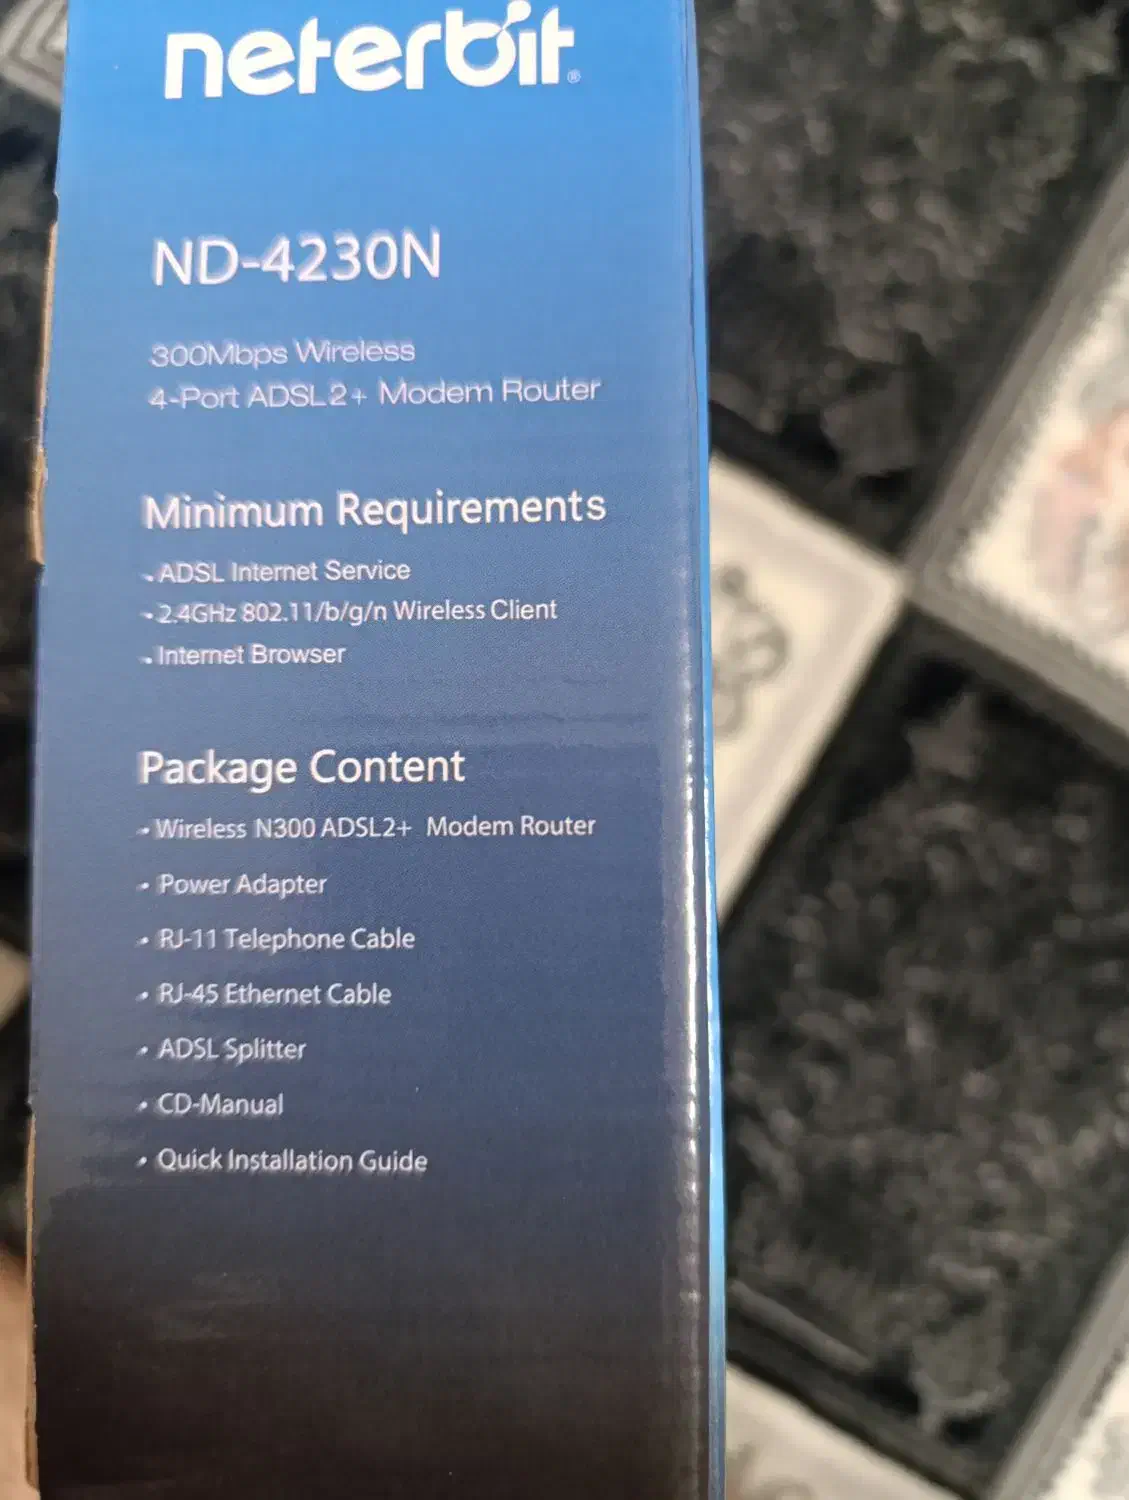 neterbit®
ND-4230N
300Mbps Wireless
4-Port ADSL2+ Modem Router
Minimum Requirements
• ADSL Internet Service
• 2.4GHz 802.11/b/g/n Wireless Client
• Internet Browser
Package Content
• Wireless N300 ADSL2+ Modem Router
• Power Adapter
• RJ-11 Telephone Cable
• RJ-45 Ethernet Cable
• ADSL Splitter
• CD-Manual
• Quick Installation Guide